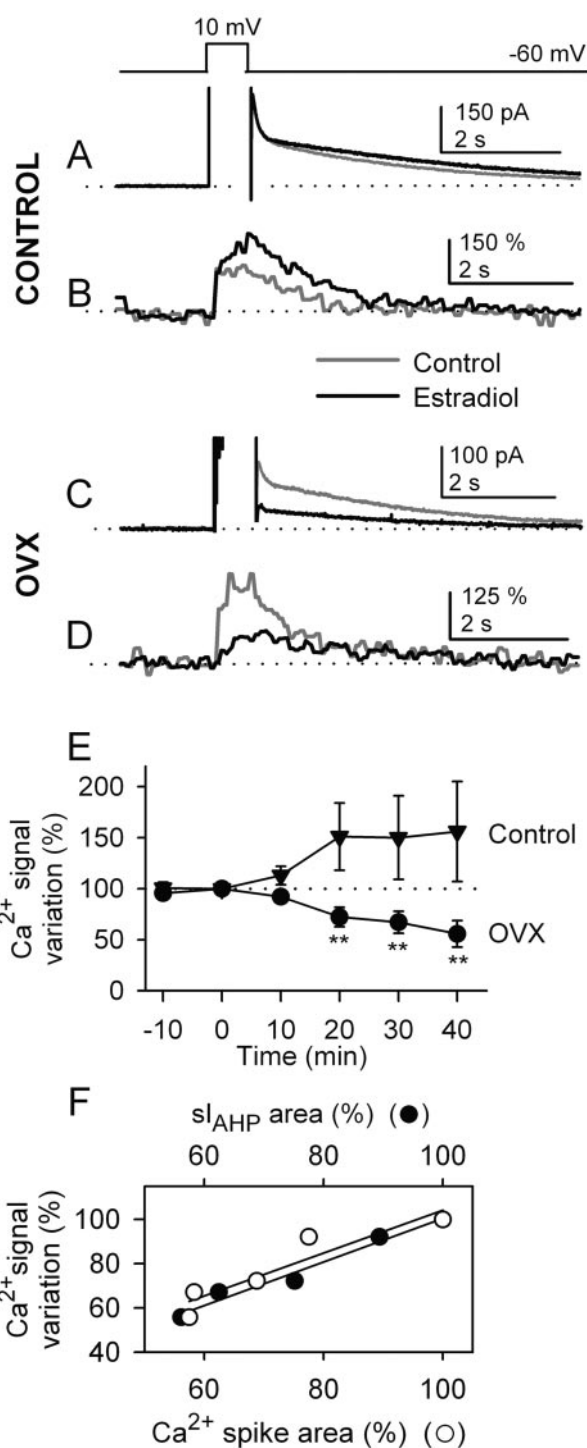 10 mV
-60 mV
CONTROL
A
150 pA
2 s
B
150 %
2 s
Control
Estradiol
OVX
C
100 pA
2 s
D
125 %
2 s
E
Ca2+ signal
variation (%)
200
150
100
50
0
Control
OVX
** ** **
-10 0 10 20 30 40
Time (min)
F
sIAHP area (%) (●)
60 80 100
Ca2+ signal
variation (%)
100
80
60
40
60 80 100
Ca2+ spike area (%) (○)